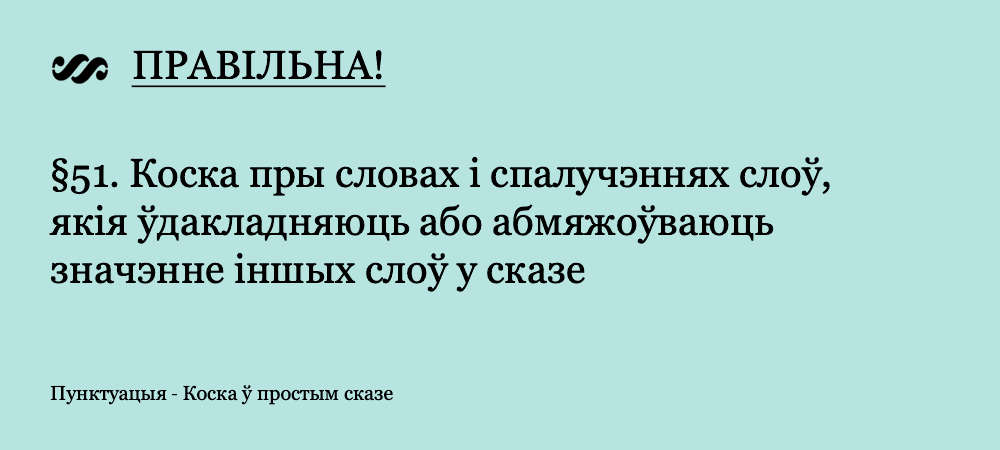 ПРАВІЛЬНА!
§51. Коска пры словах і спалучэннях слоў,
якія ўдакладняюць або абмяжоўваюць
значэнне іншых слоў у сказе
Пунктуацыя - Коска ў простым сказе